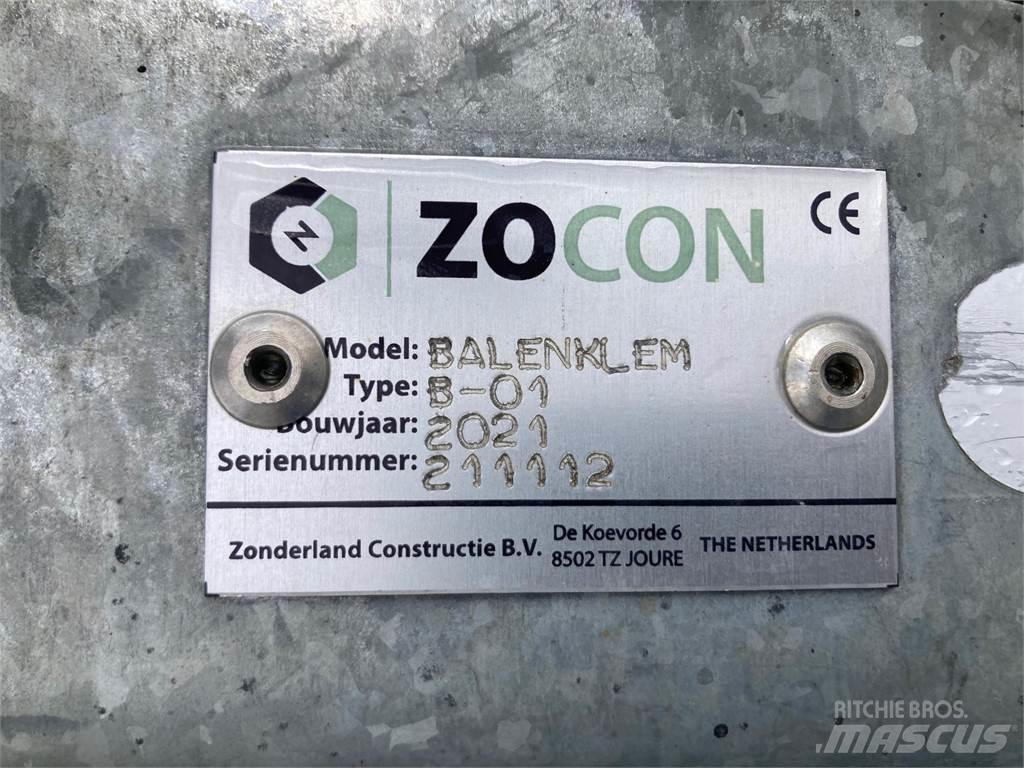 Z ZOCON CE
Model: BALENKLEM
Type: B-01
Bouwjaar: 2021
Serienummer: 211112
Zonderland Constructie B.V. De Koevorde 6 THE NETHERLANDS
8502 TZ JOURE
RITCHIE BROS.
MASCUS